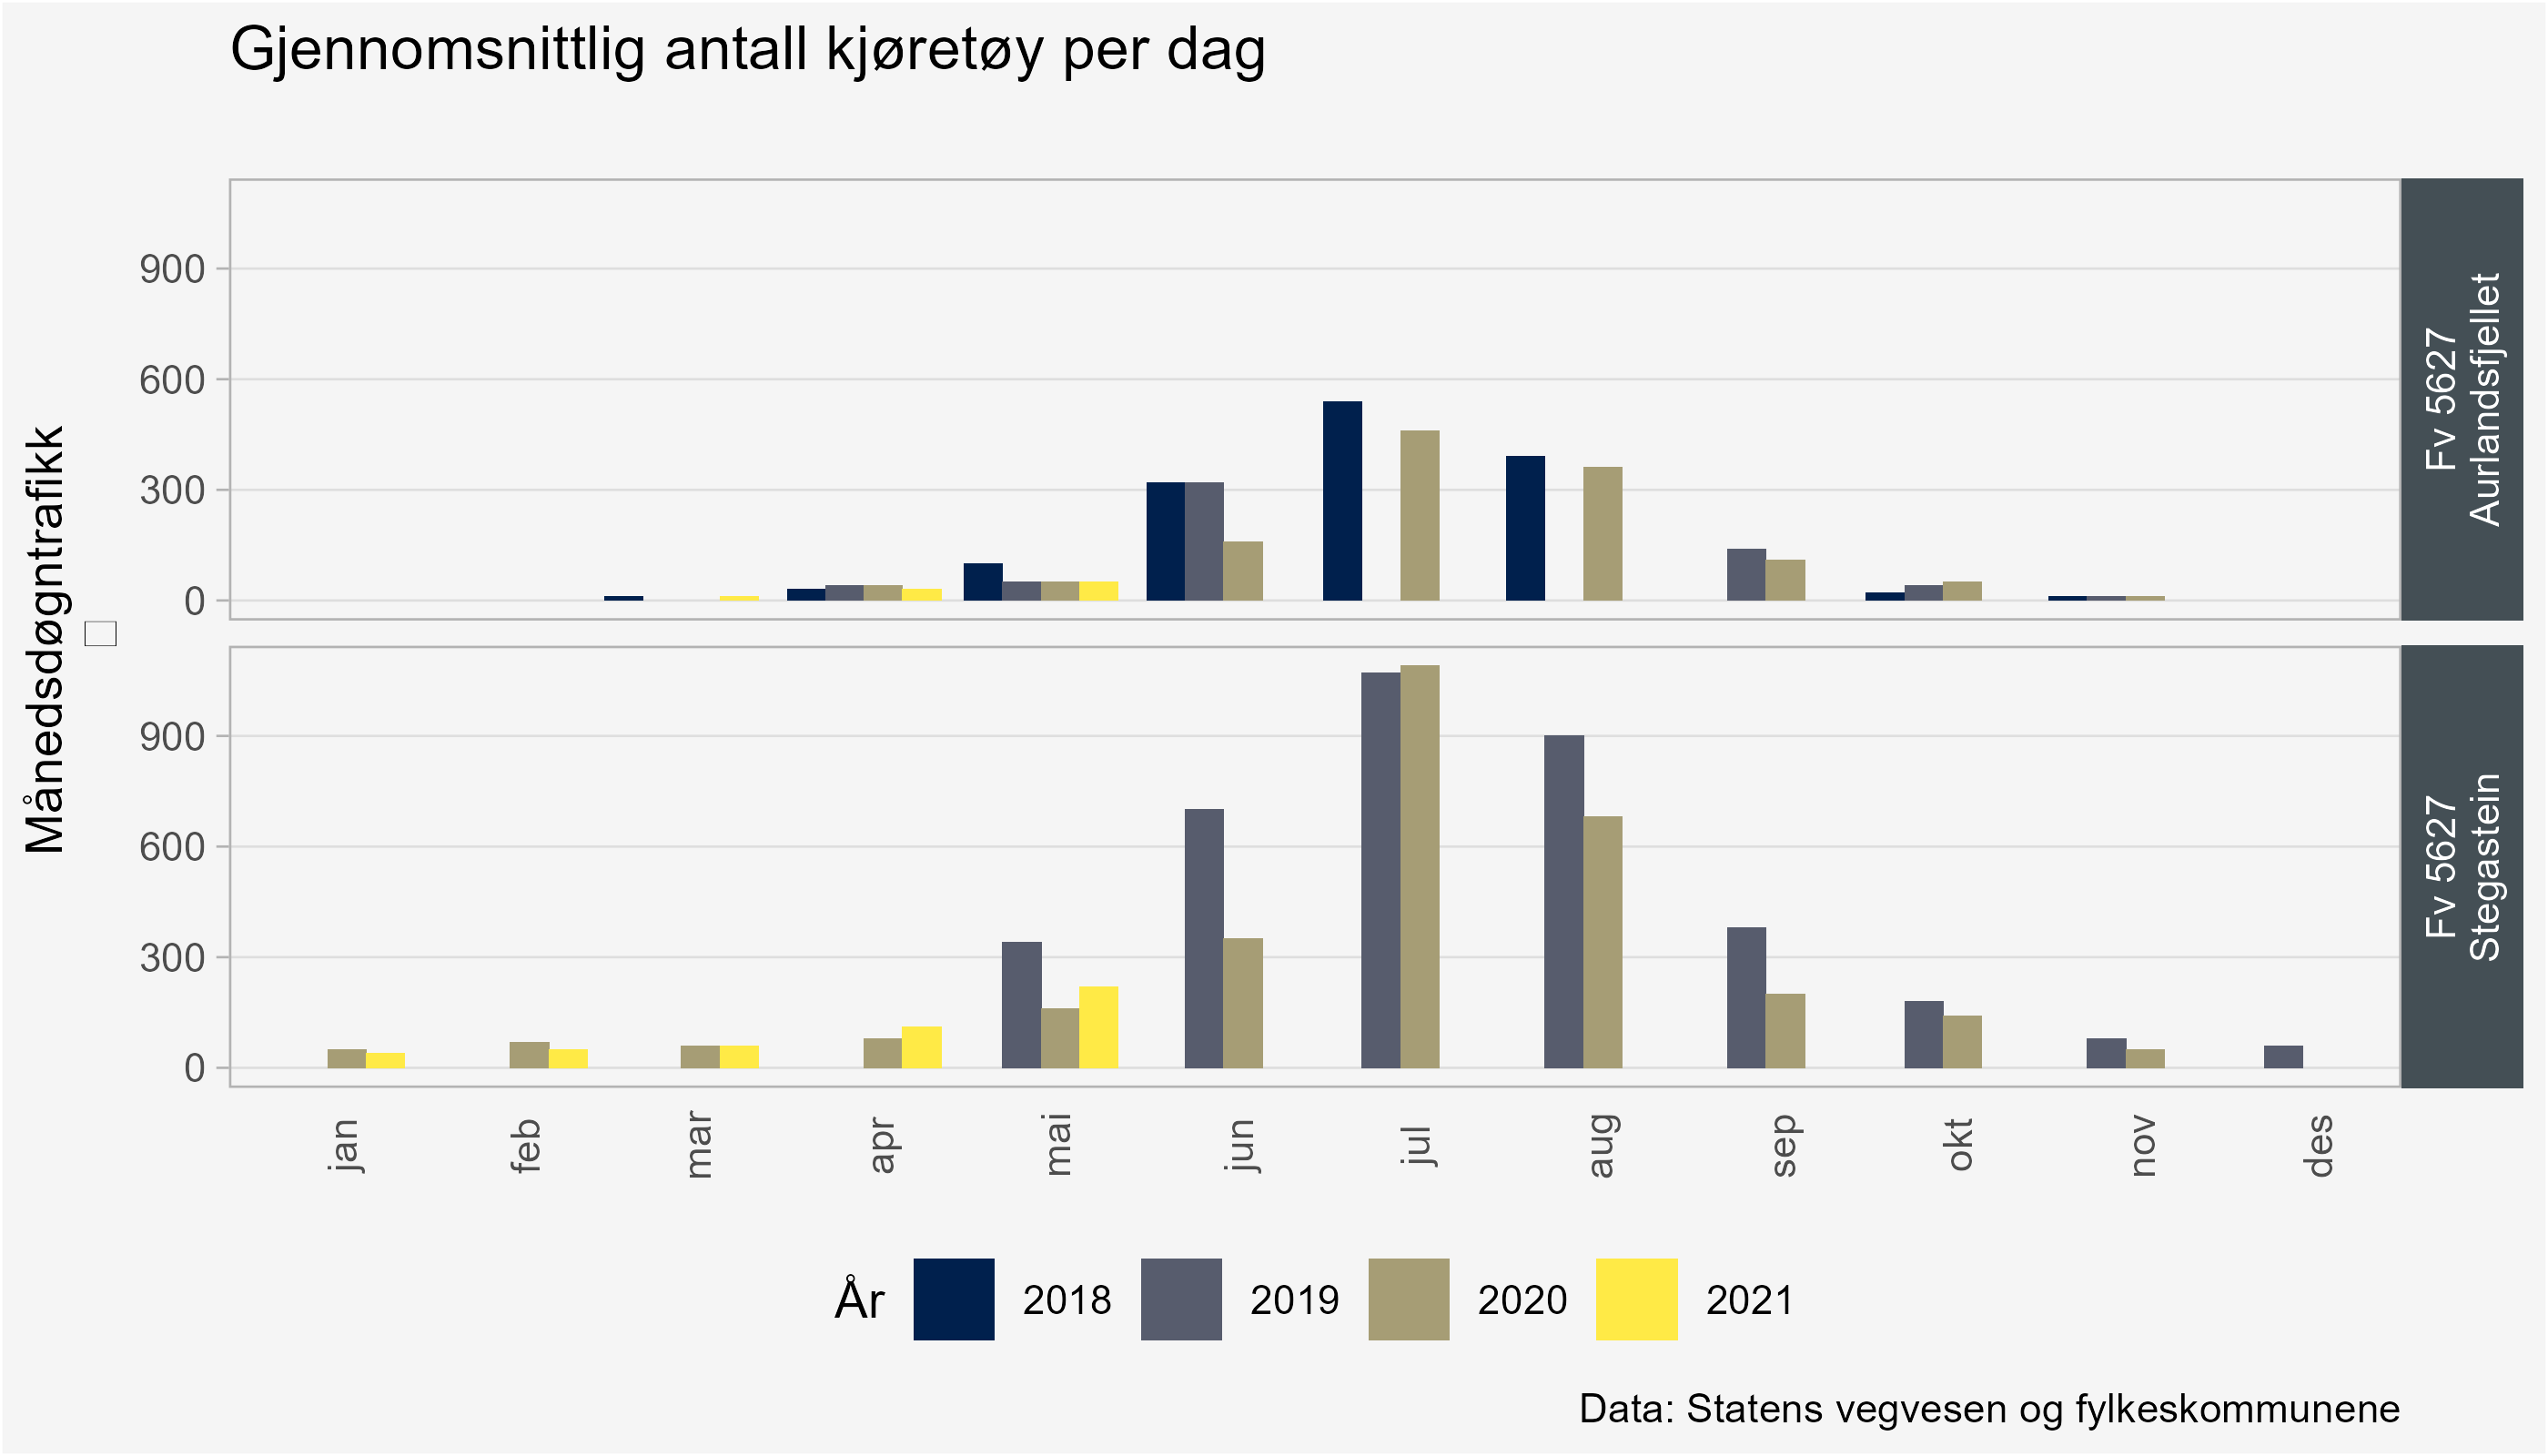 Gjennomsnittlig antall kjøretøy per dag
Månedsdøgntrafikk
900
600
300
0
Fv 5627
Aurlandsfjellet
900
600
300
0
Fv 5627
Stegastein
jan
feb
mar
apr
mai
jun
jul
aug
sep
okt
nov
des
År
2018
2019
2020
2021
Data: Statens vegvesen og fylkeskommunene